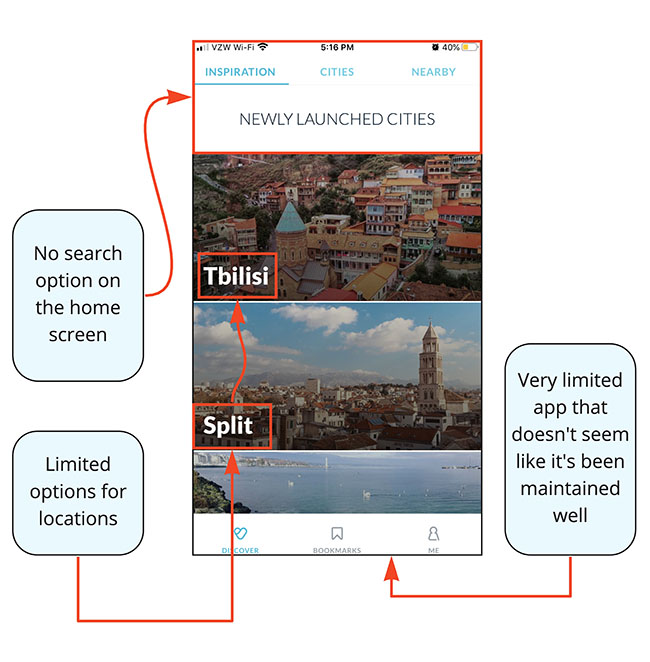 VZW Wi-Fi 5:16 PM 40%
INSPIRATION CITIES NEARBY
NEWLY LAUNCHED CITIES
No search
option on
the home
screen
Tbilisi
Split
Very limited
app that
doesn't seem
like it's been
maintained
well
Limited
options for
locations
DISCOVER BOOKMARKS ME